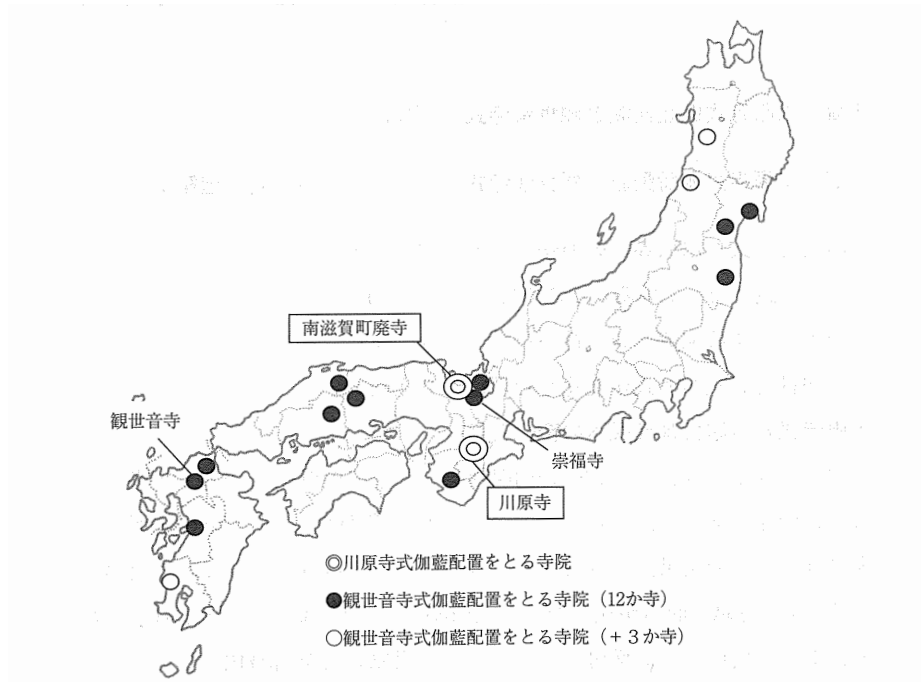 南滋賀町廃寺
観世音寺
崇福寺
川原寺
◎川原寺式伽藍配置をとる寺院
●観世音寺式伽藍配置をとる寺院（12か寺）
○観世音寺式伽藍配置をとる寺院（＋３か寺）